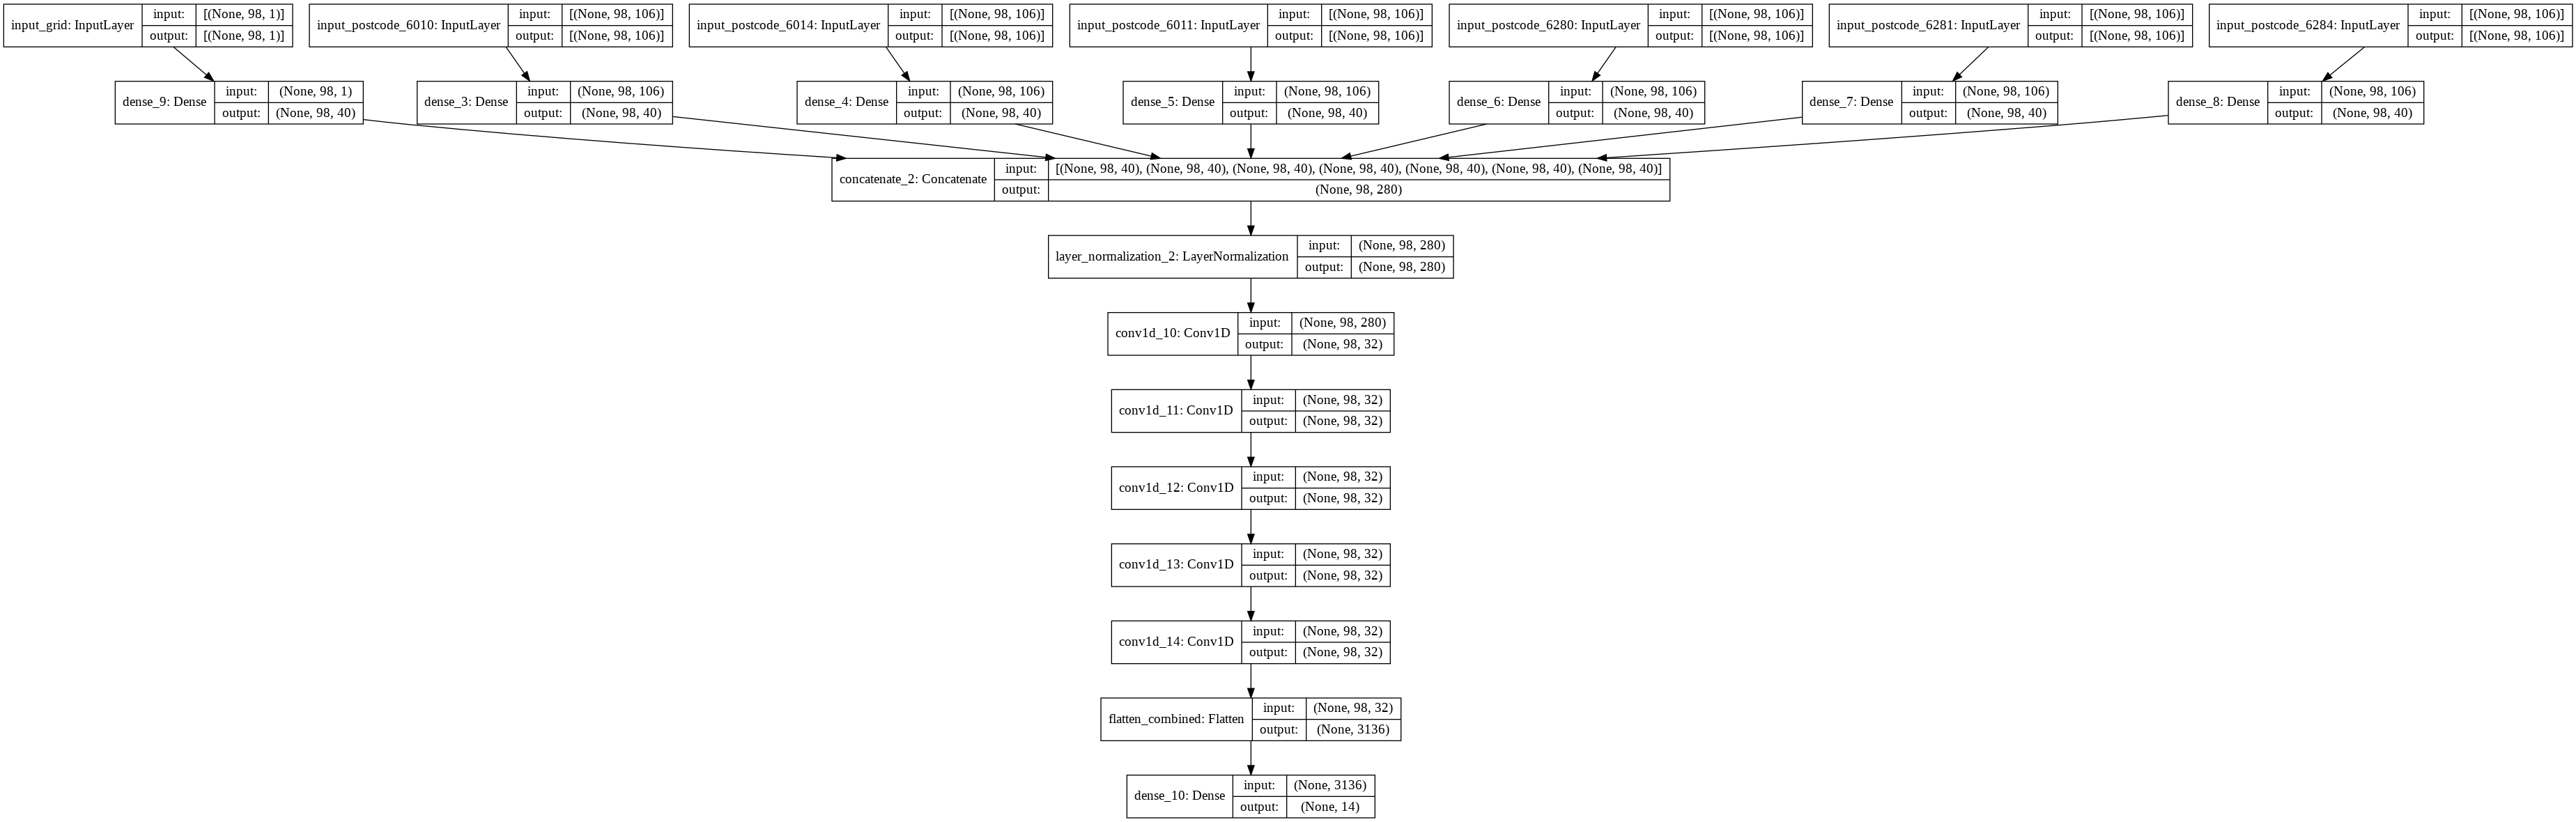 input_grid: InputLayer input: [(None, 98, 1)] output: [(None, 98, 1)]
input_postcode_6010: InputLayer input: [(None, 98, 106)] output: [(None, 98, 106)]
input_postcode_6014: InputLayer input: [(None, 98, 106)] output: [(None, 98, 106)]
input_postcode_6011: InputLayer input: [(None, 98, 106)] output: [(None, 98, 106)]
input_postcode_6280: InputLayer input: [(None, 98, 106)] output: [(None, 98, 106)]
input_postcode_6281: InputLayer input: [(None, 98, 106)] output: [(None, 98, 106)]
input_postcode_6284: InputLayer input: [(None, 98, 106)] output: [(None, 98, 106)]
dense_9: Dense input: (None, 98, 1) output: (None, 98, 40)
dense_3: Dense input: (None, 98, 106) output: (None, 98, 40)
dense_4: Dense input: (None, 98, 106) output: (None, 98, 40)
dense_5: Dense input: (None, 98, 106) output: (None, 98, 40)
dense_6: Dense input: (None, 98, 106) output: (None, 98, 40)
dense_7: Dense input: (None, 98, 106) output: (None, 98, 40)
dense_8: Dense input: (None, 98, 106) output: (None, 98, 40)
concatenate_2: Concatenate input: [(None, 98, 40), (None, 98, 40), (None, 98, 40), (None, 98, 40), (None, 98, 40), (None, 98, 40), (None, 98, 40)] output: (None, 98, 280)
layer_normalization_2: LayerNormalization input: (None, 98, 280) output: (None, 98, 280)
conv1d_10: Conv1D input: (None, 98, 280) output: (None, 98, 32)
conv1d_11: Conv1D input: (None, 98, 32) output: (None, 98, 32)
conv1d_12: Conv1D input: (None, 98, 32) output: (None, 98, 32)
conv1d_13: Conv1D input: (None, 98, 32) output: (None, 98, 32)
conv1d_14: Conv1D input: (None, 98, 32) output: (None, 98, 32)
flatten_combined: Flatten input: (None, 98, 32) output: (None, 3136)
dense_10: Dense input: (None, 3136) output: (None, 14)